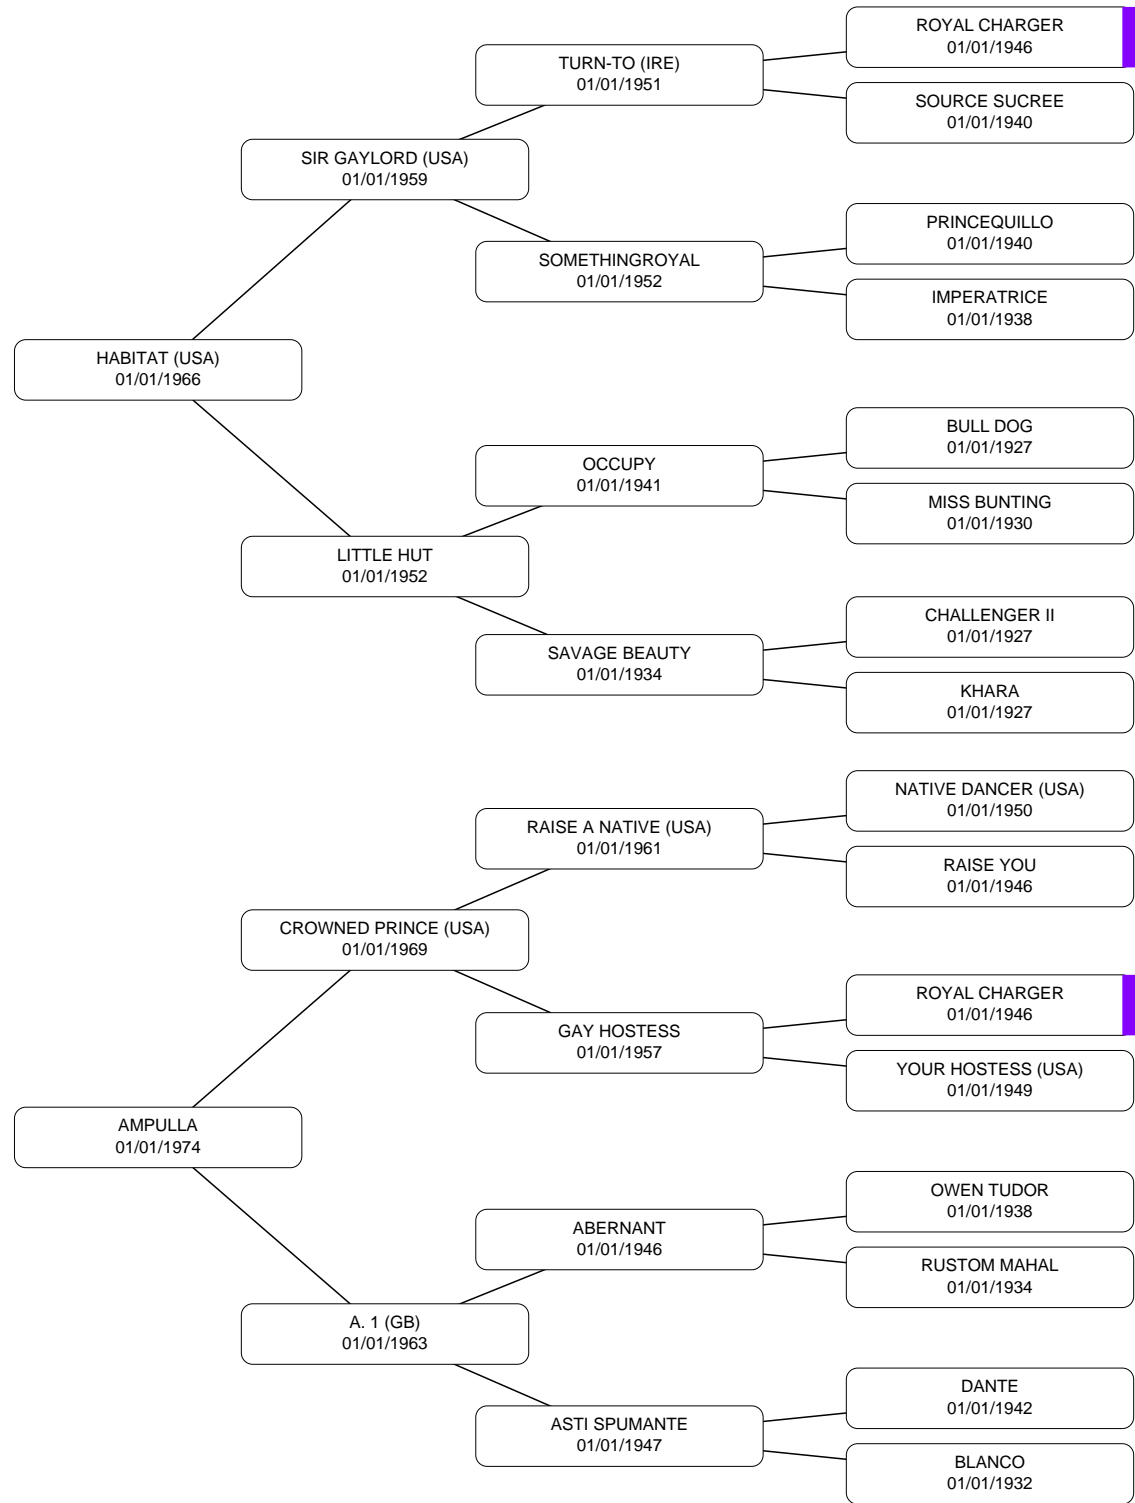 ROYAL CHARGER
01/01/1946
TURN-TO (IRE)
01/01/1951
SOURCE SUCREE
01/01/1940
SIR GAYLORD (USA)
01/01/1959
PRINCEQUILLO
01/01/1940
SOMETHINGROYAL
01/01/1952
IMPERATRICE
01/01/1938
HABITAT (USA)
01/01/1966
BULL DOG
01/01/1927
OCCUPY
01/01/1941
MISS BUNTING
01/01/1930
LITTLE HUT
01/01/1952
CHALLENGER II
01/01/1927
SAVAGE BEAUTY
01/01/1934
KHARA
01/01/1927
NATIVE DANCER (USA)
01/01/1950
RAISE A NATIVE (USA)
01/01/1961
RAISE YOU
01/01/1946
CROWNED PRINCE (USA)
01/01/1969
ROYAL CHARGER
01/01/1946
GAY HOSTESS
01/01/1957
YOUR HOSTESS (USA)
01/01/1949
AMPULLA
01/01/1974
OWEN TUDOR
01/01/1938
ABERNANT
01/01/1946
RUSTOM MAHAL
01/01/1934
A. 1 (GB)
01/01/1963
DANTE
01/01/1942
ASTI SPUMANTE
01/01/1947
BLANCO
01/01/1932